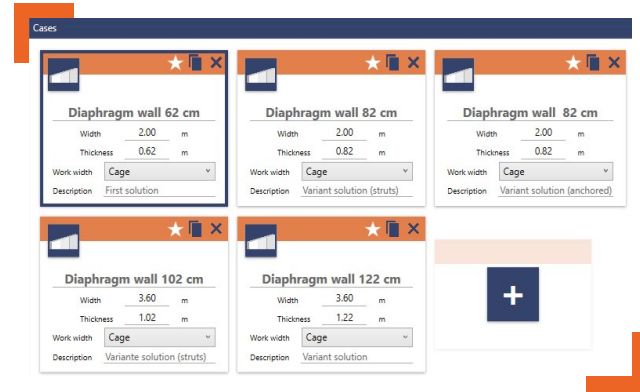 Cases
Diaphragm wall 62 cm
Width 2.00 m
Thickness 0.62 m
Work width Cage
Description First solution
Diaphragm wall 82 cm
Width 2.00 m
Thickness 0.82 m
Work width Cage
Description Variant solution (struts)
Diaphragm wall 82 cm
Width 2.00 m
Thickness 0.82 m
Work width Cage
Description Variant solution (anchored)
Diaphragm wall 102 cm
Width 3.60 m
Thickness 1.02 m
Work width Cage
Description Variante solution (struts)
Diaphragm wall 122 cm
Width 3.60 m
Thickness 1.22 m
Work width Cage
Description Variant solution